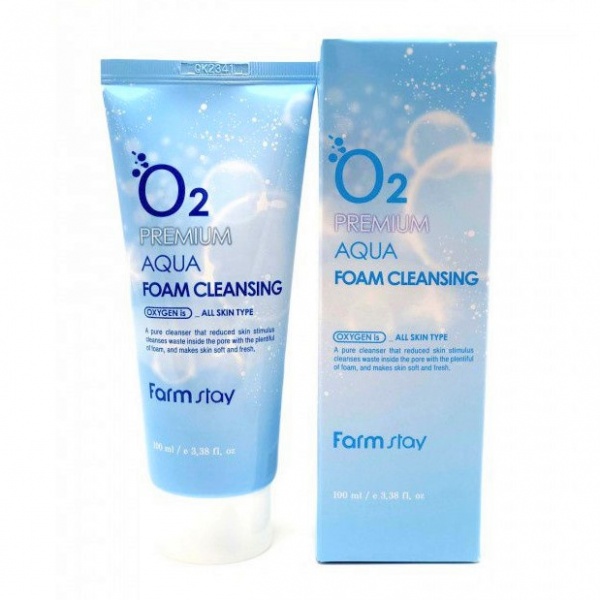 CK2341
O2
PREMIUM
AQUA
FOAM CLEANSING
OXYGEN is _ ALL SKIN TYPE
A pure cleanser that reduced skin stimulus
cleanses waste inside the pore with the plentiful
of foam, and makes skin soft and fresh.
Farm stay
100 ml / e 3,38 fl, oz
O2
PREMIUM
AQUA
FOAM CLEANSING
OXYGEN is _ ALL SKIN TYPE
A pure cleanser that reduced skin stimulus
cleanses waste inside the pore with the plentiful
of foam, and makes skin soft and fresh.
Farm stay
100 ml / e 3,38 fl, oz